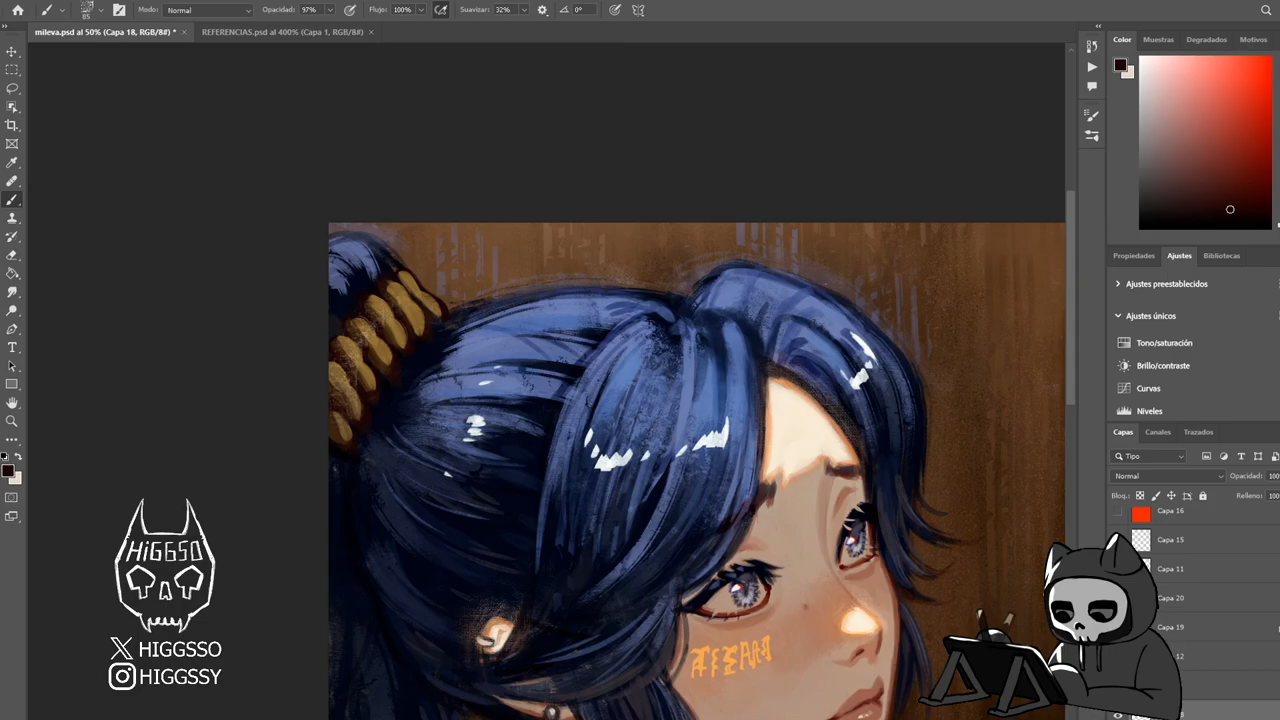 85
Modo: Normal
Opacidad: 97%
Flujo: 100%
Suavizar: 32%
0°
mileva.psd al 50% (Capa 18, RGB/8#) *
REFERENCIAS.psd al 400% (Capa 1, RGB/8#)
Color
Muestras
Degradados
Motivos
Propiedades
Ajustes
Bibliotecas
Ajustes preestablecidos
Ajustes únicos
Tono/saturación
Brillo/contraste
Curvas
Niveles
Capas
Canales
Trazados
Tipo
Normal
Opacidad: 100
Bloq.:
Relleno: 100
Capa 16
Capa 15
Capa 11
Capa 20
Capa 19
12
HiGGSSO
X HIGGSSO
HIGGSSY